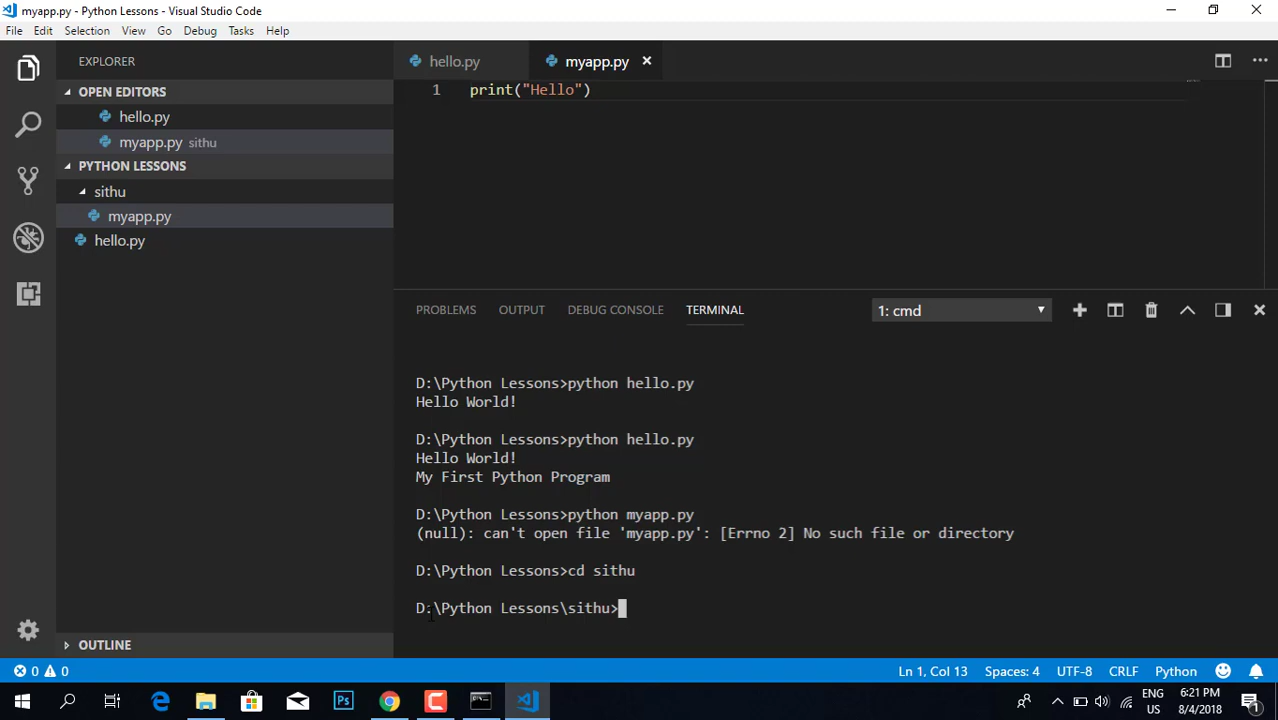 myapp.py - Python Lessons - Visual Studio Code
File Edit Selection View Go Debug Tasks Help
EXPLORER
OPEN EDITORS
hello.py
myapp.py sithu
PYTHON LESSONS
sithu
myapp.py
hello.py
OUTLINE
hello.py myapp.py
1 print("Hello")
PROBLEMS OUTPUT DEBUG CONSOLE TERMINAL 1: cmd
D:\Python Lessons>python hello.py
Hello World!
D:\Python Lessons>python hello.py
Hello World!
My First Python Program
D:\Python Lessons>python myapp.py
(null): can't open file 'myapp.py': [Errno 2] No such file or directory
D:\Python Lessons>cd sithu
D:\Python Lessons\sithu>
0 0 Ln 1, Col 13 Spaces: 4 UTF-8 CRLF Python
Ps ENG 6:21 PM
US 8/4/2018 1